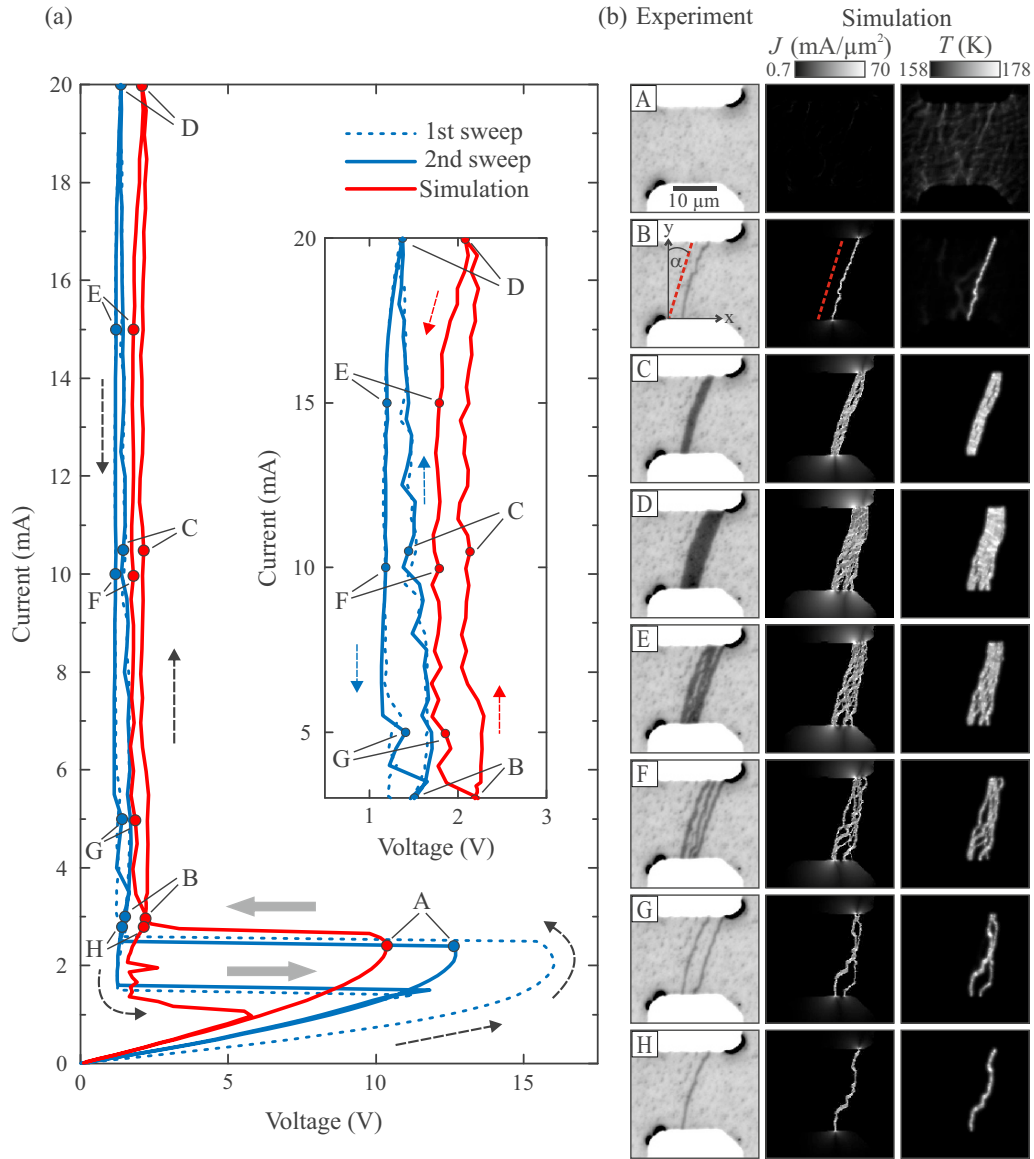 (a)
(b) Experiment
Simulation
J (mA/µm²)
T (K)
0.7
70
158
178
20
18
16
14
12
10
8
6
4
2
0
Current (mA)
0
5
10
15
Voltage (V)
D
E
C
F
G
B
H
A
1st sweep
2nd sweep
Simulation
20
15
10
5
Current (mA)
1
2
3
Voltage (V)
D
E
C
F
G
B
A
10 µm
B
y
α
x
C
D
E
F
G
H